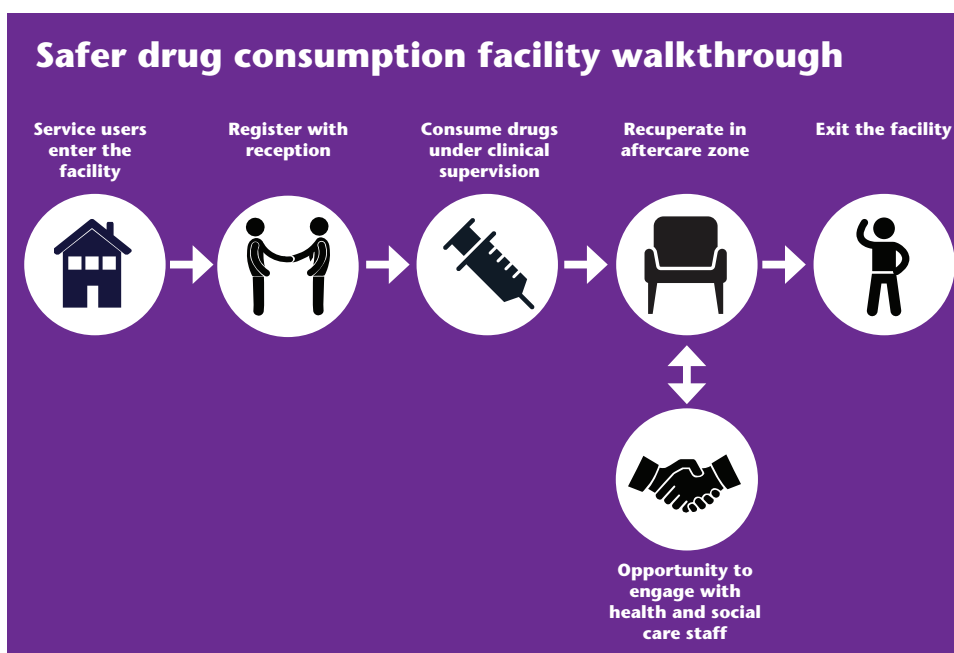 Safer drug consumption facility walkthrough
Service users
enter the
facility
Register with
reception
Consume drugs
under clinical
supervision
Recuperate in
aftercare zone
Exit the facility
Opportunity to
engage with
health and social
care staff